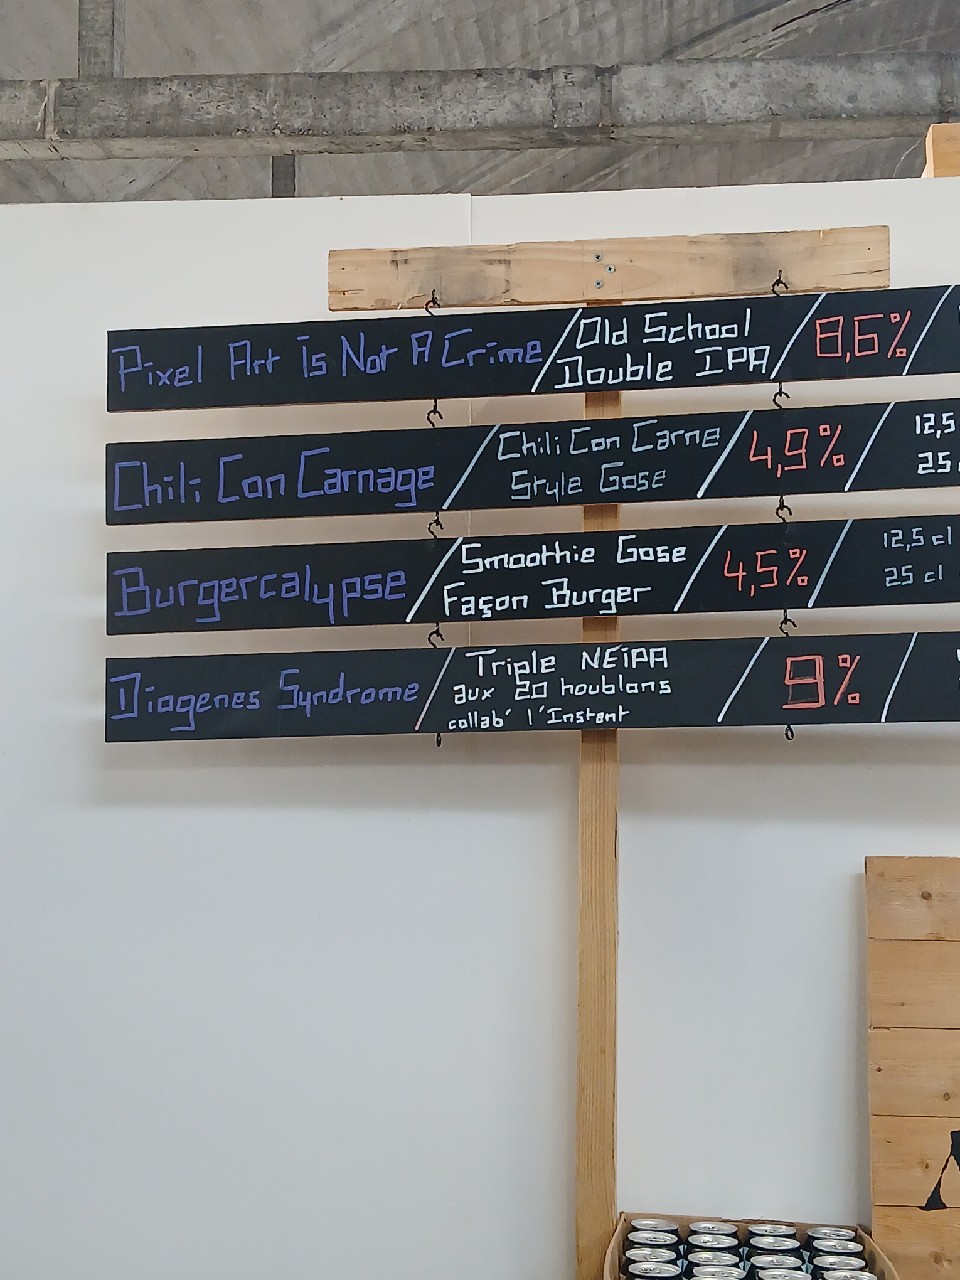 Pixel Art is Not A Crime
Old School
Double IPA
8,6%
Chili Con Carnage
Chili Con Carne
Style Gose
4,9%
12,5
25
Burgercalypse
Smoothie Gose
Façon Burger
4,5%
12,5 cl
25 cl
Diogenes Syndrome
Triple NEiPA
aux 20 houblons
collab' l'Instant
9%